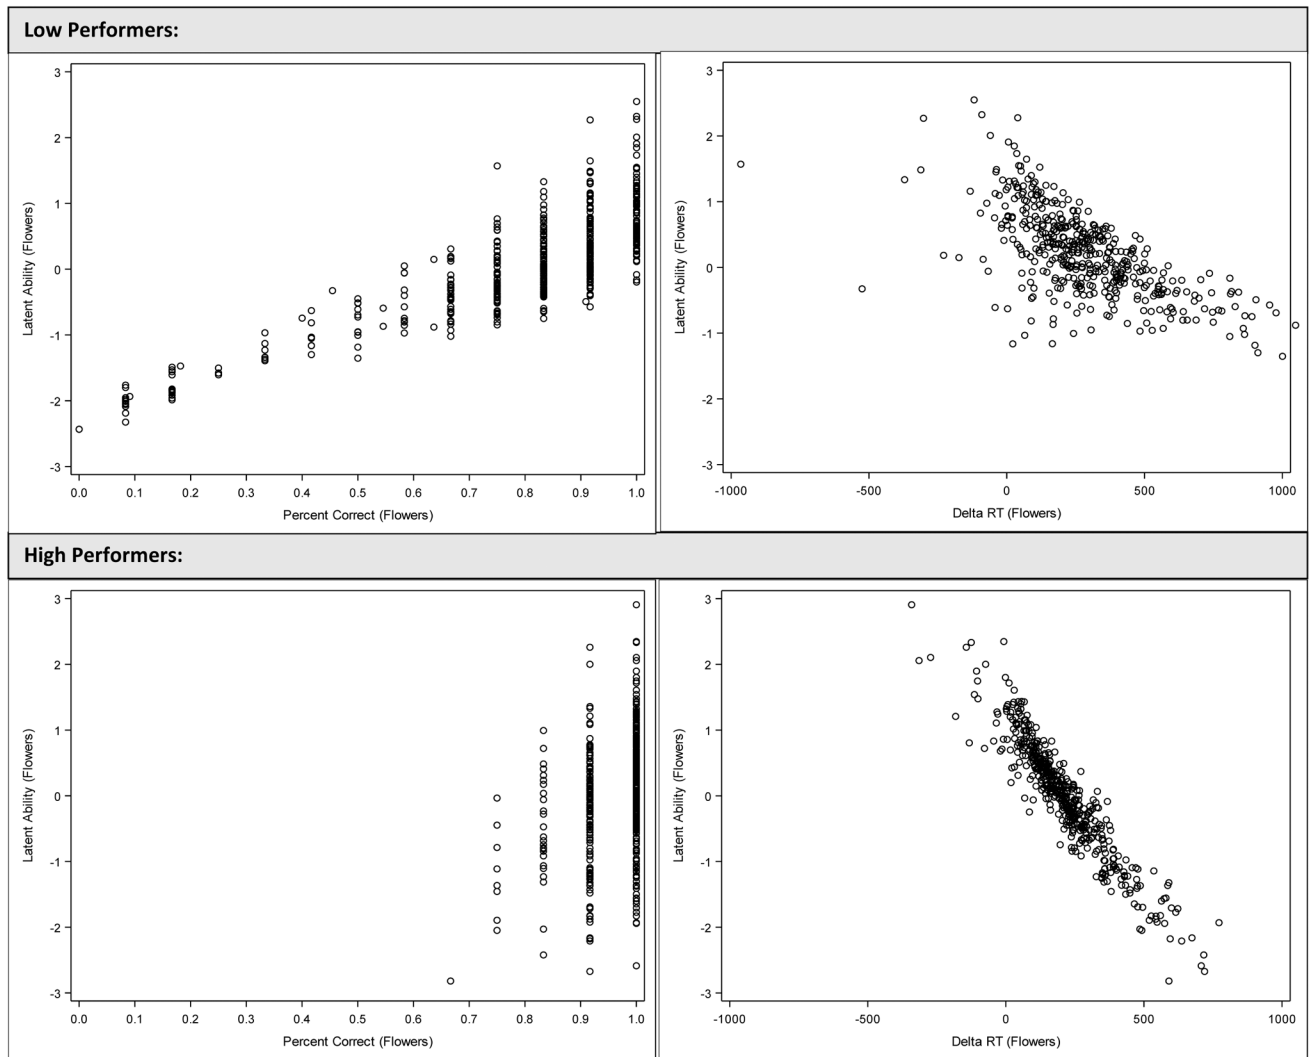 Low Performers:
3
2
1
0
-1
-2
-3
Latent Ability (Flowers)
0.0 0.1 0.2 0.3 0.4 0.5 0.6 0.7 0.8 0.9 1.0
Percent Correct (Flowers)
3
2
1
0
-1
-2
-3
Latent Ability (Flowers)
-1000 -500 0 500 1000
Delta RT (Flowers)
High Performers:
3
2
1
0
-1
-2
-3
Latent Ability (Flowers)
0.0 0.1 0.2 0.3 0.4 0.5 0.6 0.7 0.8 0.9 1.0
Percent Correct (Flowers)
3
2
1
0
-1
-2
-3
Latent Ability (Flowers)
-1000 -500 0 500 1000
Delta RT (Flowers)